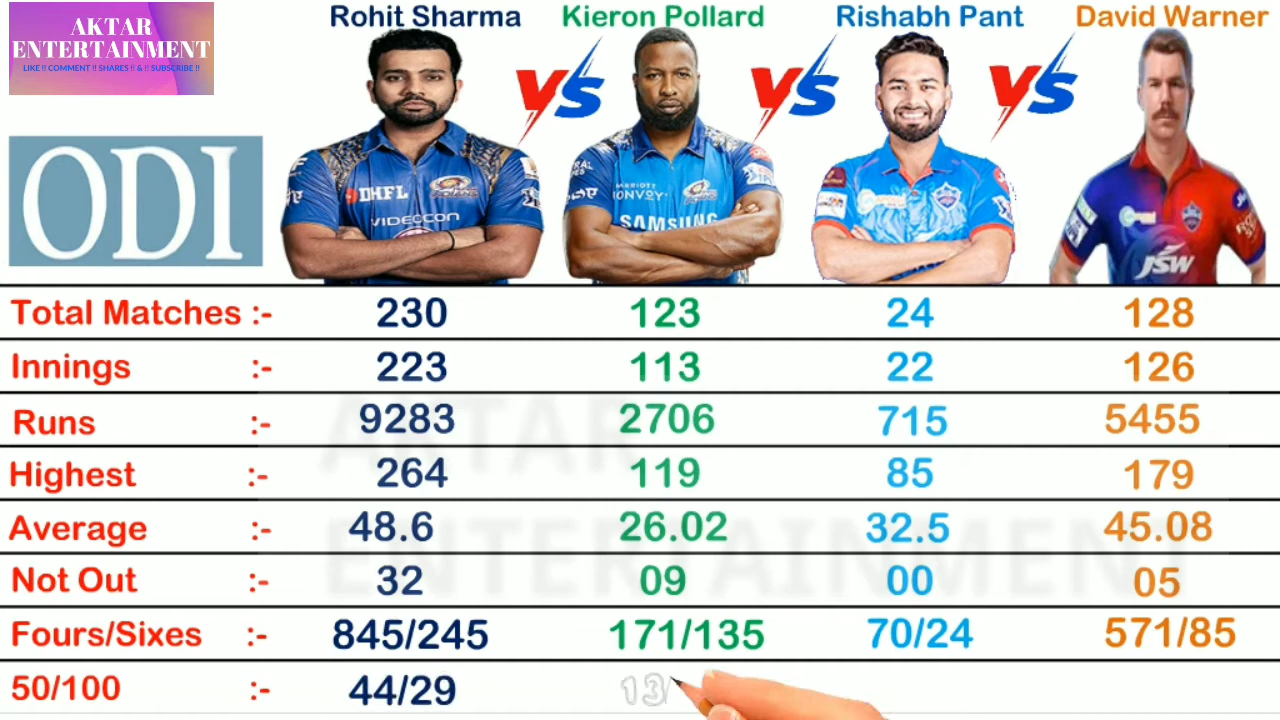 AKTAR
ENTERTAINMENT
LIKE !! COMMENT !! SHARES !! & !! SUBSCRIBE !!
Rohit Sharma VS Kieron Pollard VS Rishabh Pant VS David Warner
ODI
DHFL
VIDEOCON
SAMSUNG
JSW
Total Matches :- 230 123 24 128
Innings :- 223 113 22 126
Runs :- 9283 2706 715 5455
Highest :- 264 119 85 179
Average :- 48.6 26.02 32.5 45.08
Not Out :- 32 09 00 05
Fours/Sixes :- 845/245 171/135 70/24 571/85
50/100 :- 44/29 13/
AKTAR
ENTERTAINMENT